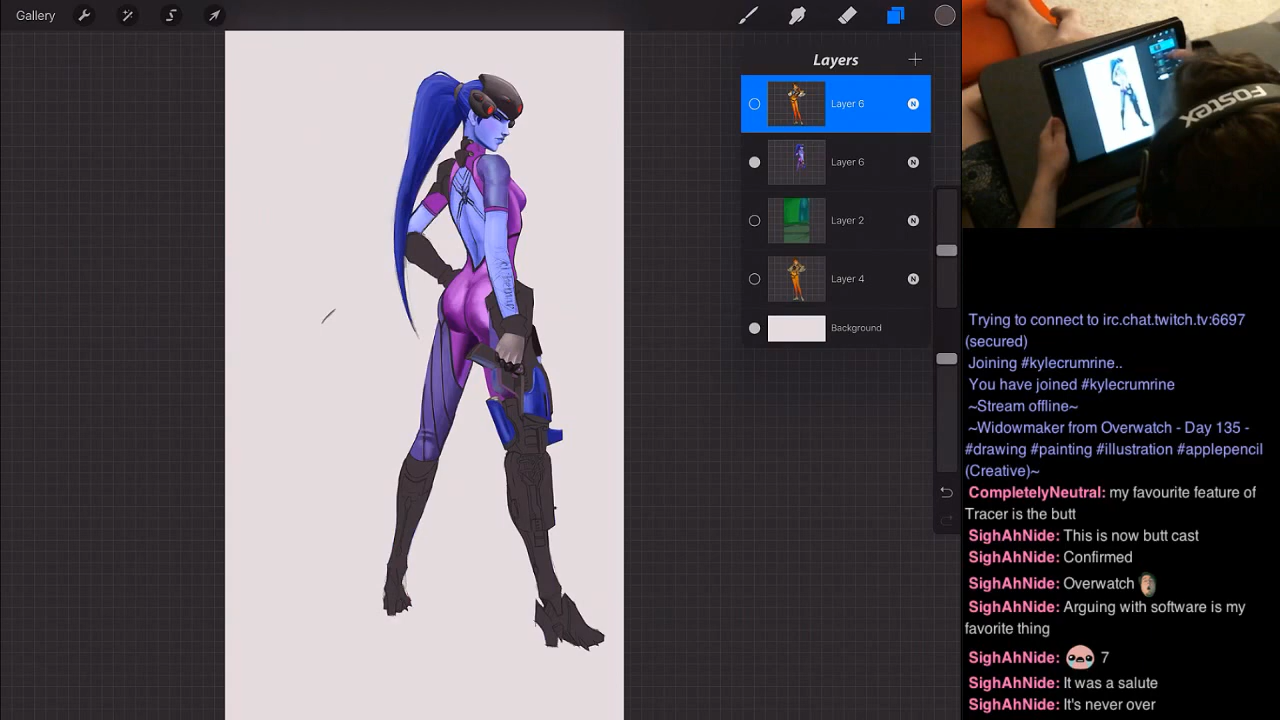 Gallery
Layers
Layer 6
Layer 6
Layer 2
Layer 4
Background
N
N
N
N
Fostex
Trying to connect to irc.chat.twitch.tv:6697
(secured)
Joining #kylecrumrine..
You have joined #kylecrumrine
~Stream offline~
~Widowmaker from Overwatch - Day 135 -
#drawing #painting #illustration #applepencil
(Creative)~
CompletelyNeutral: my favourite feature of
Tracer is the butt
SighAhNide: This is now butt cast
SighAhNide: Confirmed
SighAhNide: Overwatch
SighAhNide: Arguing with software is my
favorite thing
SighAhNide: 7
SighAhNide: It was a salute
SighAhNide: It's never over